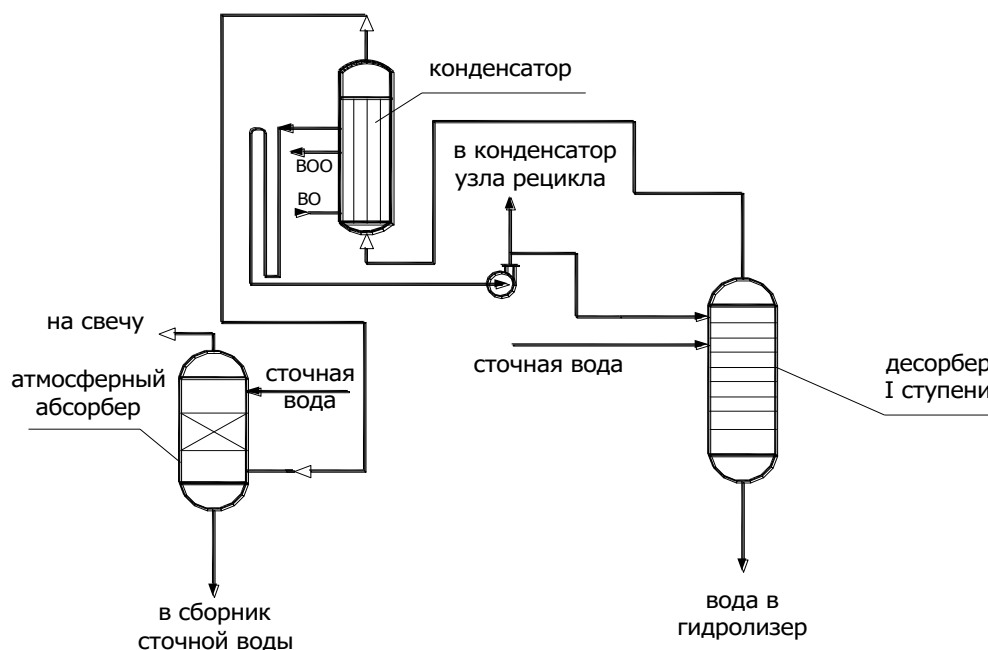 конденсатор
ВОО
ВО
в конденсатор
узла рецикла
на свечу
атмосферный
абсорбер
сточная
вода
сточная вода
десорбер
I ступени
в сборник
сточной воды
вода в
гидролизер